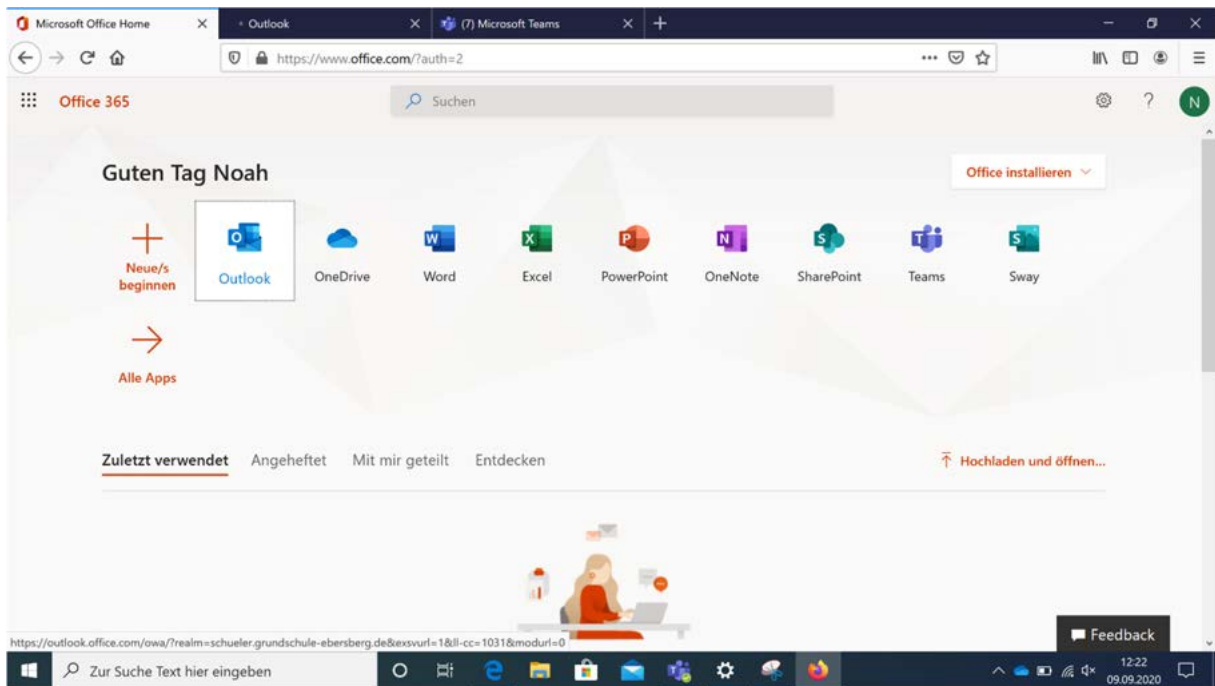 Microsoft Office Home
Outlook
(7) Microsoft Teams
https://www.office.com/?auth=2
Office 365
Suchen
N
Guten Tag Noah
Office installieren
Neue/s beginnen
Outlook
OneDrive
Word
Excel
PowerPoint
OneNote
SharePoint
Teams
Sway
Alle Apps
Zuletzt verwendet
Angeheftet
Mit mir geteilt
Entdecken
Hochladen und öffnen...
Feedback
https://outlook.office.com/owa/?realm=schueler.grundschule-ebersberg.de&exsvurl=1&ll-cc=1031&modurl=0
Zur Suche Text hier eingeben
12:22
09.09.2020